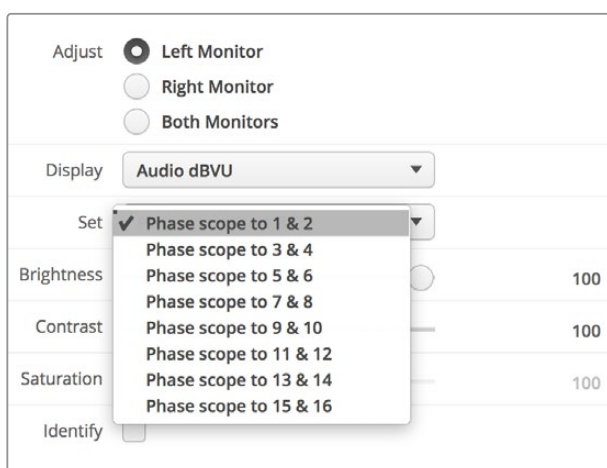 Adjust Left Monitor
Right Monitor
Both Monitors
Display Audio dBVU
Set ✓ Phase scope to 1 & 2
Phase scope to 3 & 4
Phase scope to 5 & 6
Brightness 100
Phase scope to 7 & 8
Phase scope to 9 & 10
Contrast 100
Phase scope to 11 & 12
Saturation 100
Phase scope to 13 & 14
Phase scope to 15 & 16
Identify